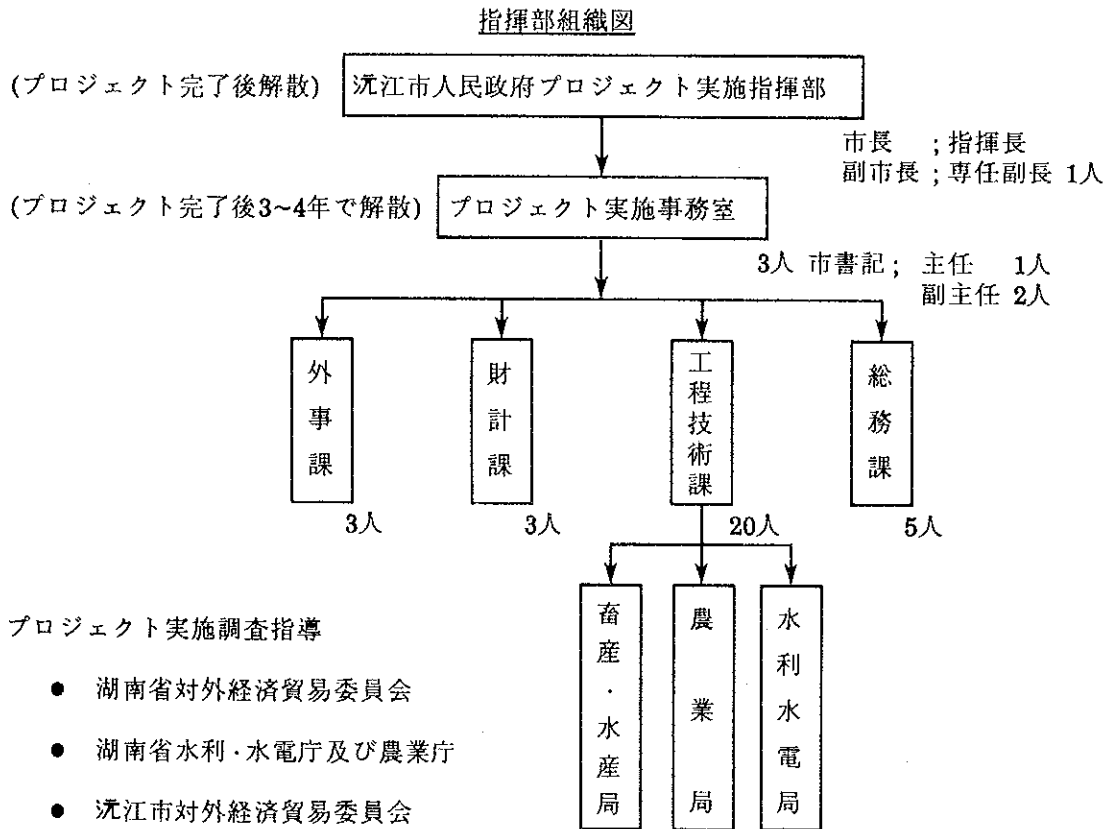 指揮部組織図
(プロジェクト完了後解散)
沅江市人民政府プロジェクト実施指揮部
市長 ;指揮長
副市長;専任副長 1人
(プロジェクト完了後3~4年で解散)
プロジェクト実施事務室
3人 市書記; 主任 1人
副主任 2人
外事課
財計課
工程技術課
総務課
3人
3人
20人
5人
畜産・水産局
農業局
水利水電局
プロジェクト実施調査指導
● 湖南省対外経済貿易委員会
● 湖南省水利・水電庁及び農業庁
● 沅江市対外経済貿易委員会